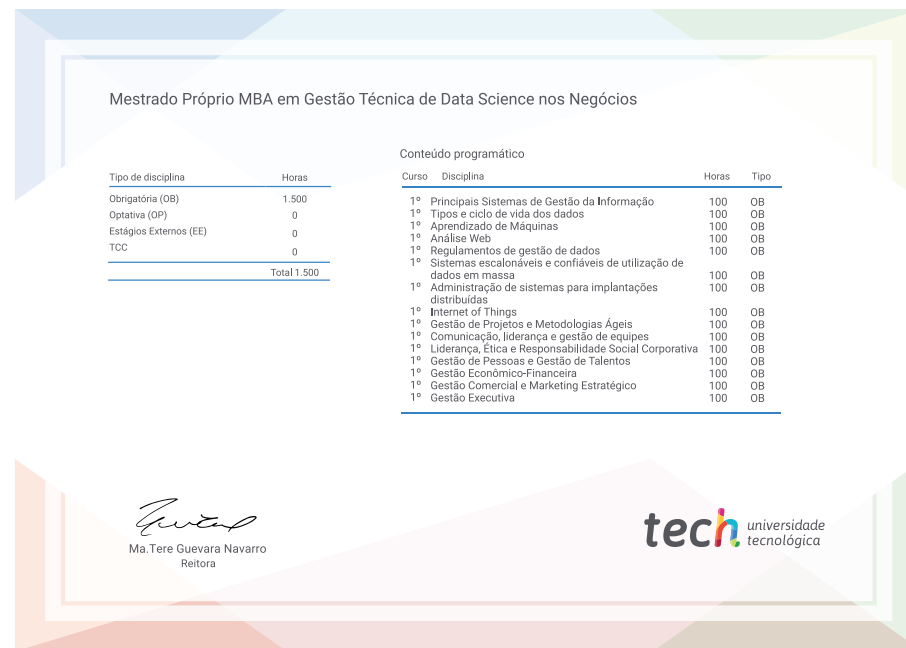 Mestrado Próprio MBA em Gestão Técnica de Data Science nos Negócios
Tipo de disciplina Horas
Obrigatória (OB) 1.500
Optativa (OP) 0
Estágios Externos (EE) 0
TCC 0
Total 1.500
Conteúdo programático
Curso Disciplina Horas Tipo
1º Principais Sistemas de Gestão da Informação 100 OB
1º Tipos e ciclo de vida dos dados 100 OB
1º Aprendizado de Máquinas 100 OB
1º Análise Web 100 OB
1º Regulamentos de gestão de dados 100 OB
1º Sistemas escalonáveis e confiáveis de utilização de
dados em massa 100 OB
1º Administração de sistemas para implantações 100 OB
distribuídas
1º Internet of Things 100 OB
1º Gestão de Projetos e Metodologias Ágeis 100 OB
1º Comunicação, liderança e gestão de equipes 100 OB
1º Liderança, Ética e Responsabilidade Social Corporativa 100 OB
1º Gestão de Pessoas e Gestão de Talentos 100 OB
1º Gestão Econômico-Financeira 100 OB
1º Gestão Comercial e Marketing Estratégico 100 OB
1º Gestão Executiva 100 OB
Ma.Tere Guevara Navarro
Reitora
tech universidade
tecnológica